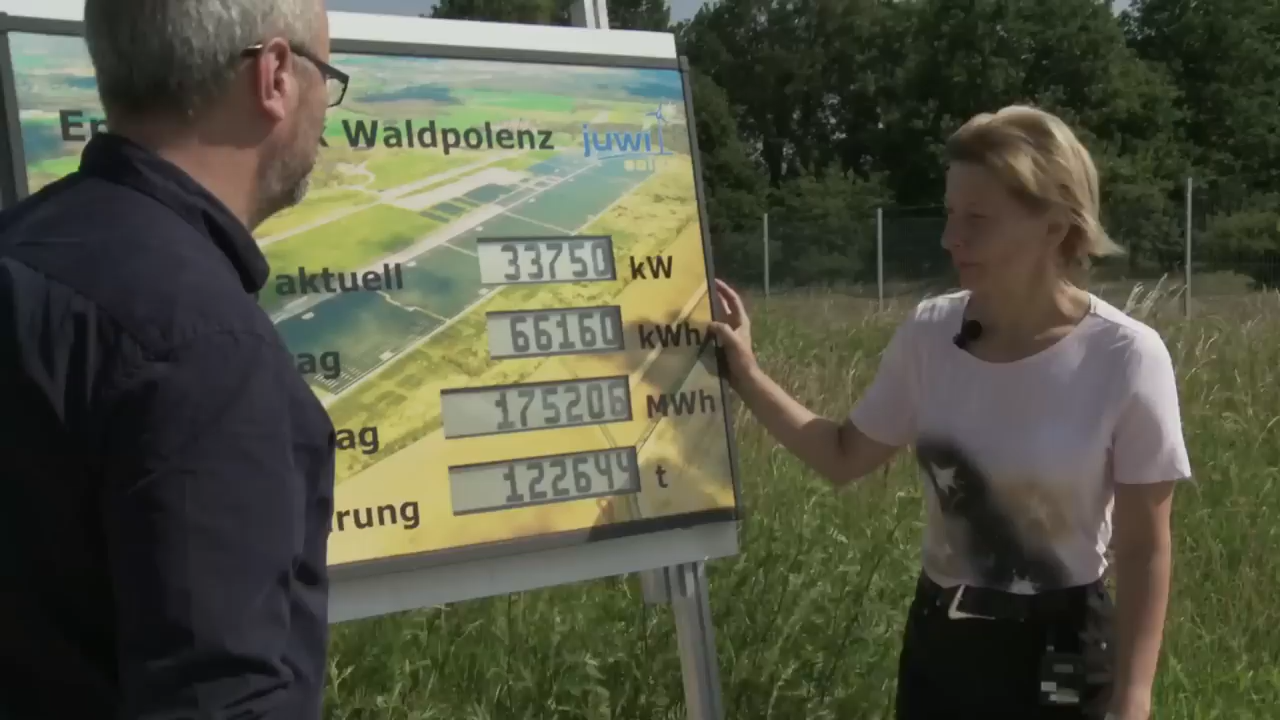 Waldpolenz juwi
aktuell 33750 kW
ag 66160 kWh
ag 175206 MWh
rung 122644 t